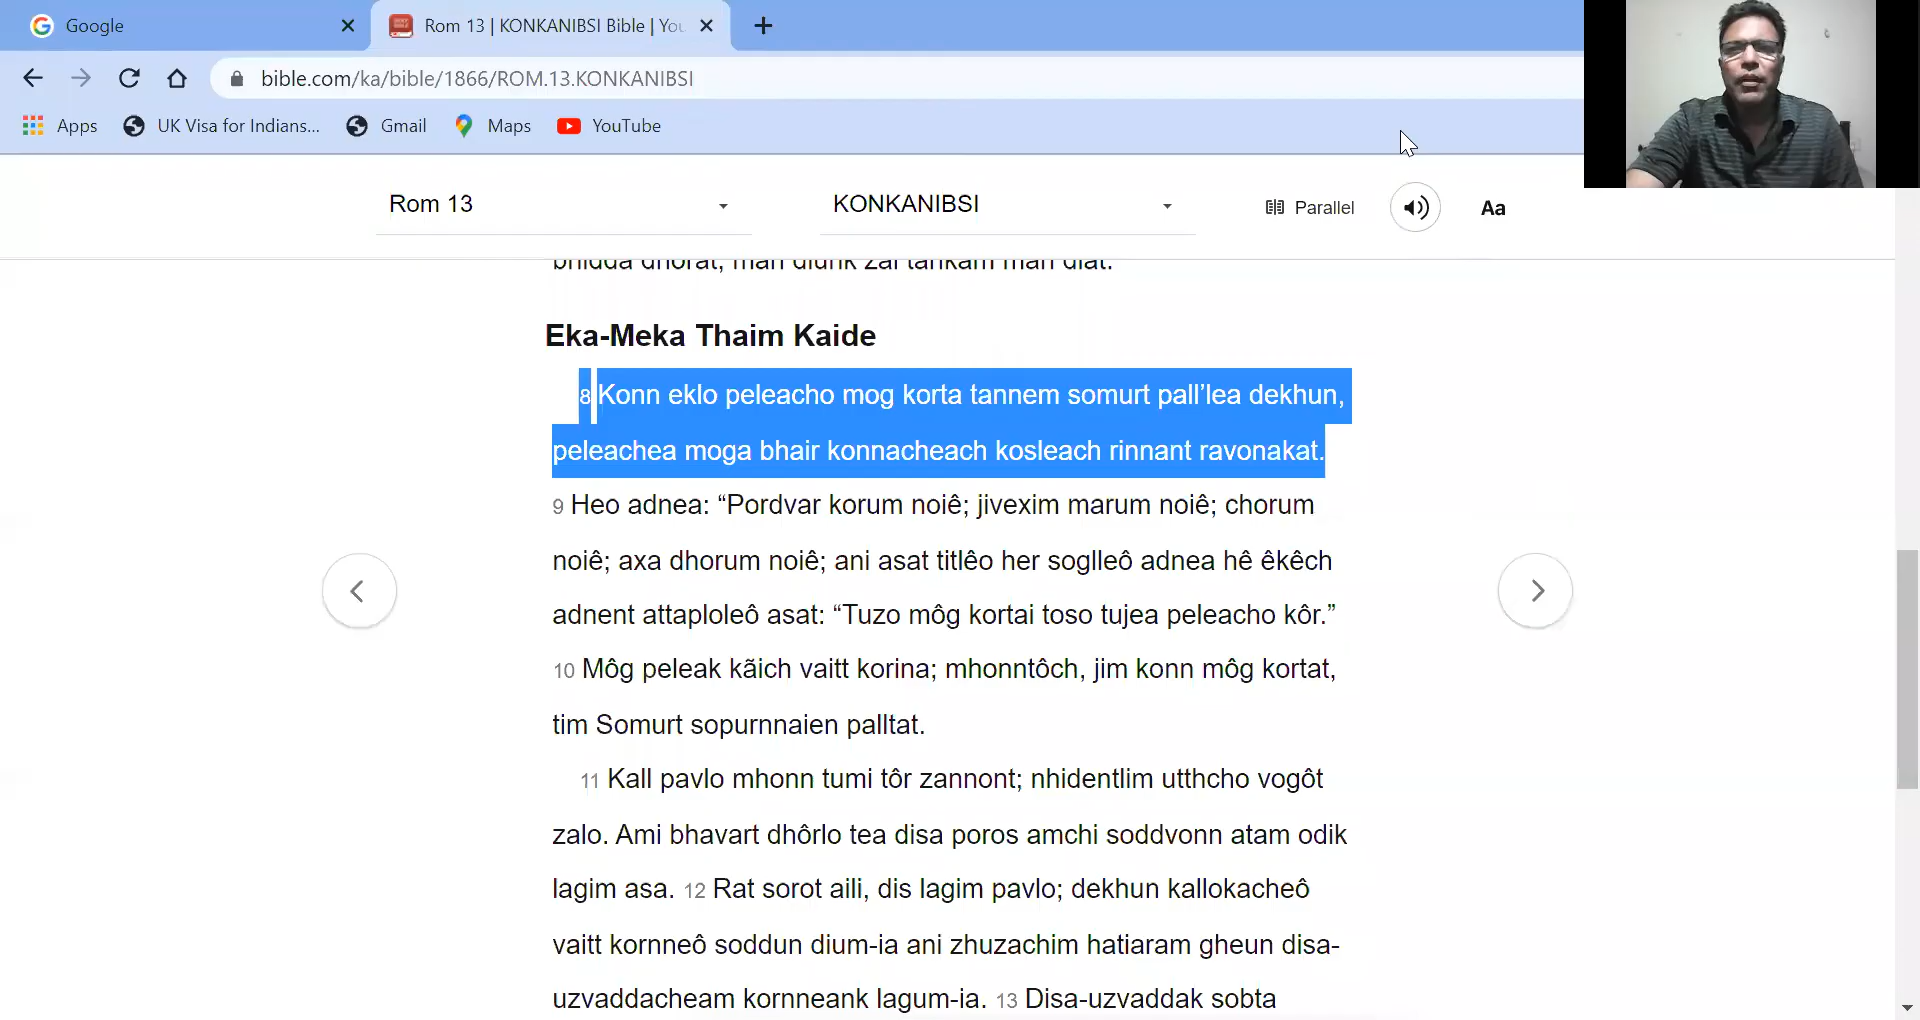 Google
Rom 13 | KONKANIBSI Bible | You
bible.com/ka/bible/1866/ROM.13.KONKANIBSI
Apps UK Visa for Indians... Gmail Maps YouTube
Rom 13 KONKANIBSI Parallel Aa
Eka-Meka Thaim Kaide
8 Konn eklo peleacho mog korta tannem somurt pall’lea dekhun,
peleachea moga bhair konnacheach kosleach rinnant ravonakat.
9 Heo adnea: “Pordvar korum noiê; jivexim marum noiê; chorum
noiê; axa dhorum noiê; ani asat titlêo her soglleô adnea hê êkêch
adnent attaploleô asat: “Tuzo môg kortai toso tujea peleacho kôr.”
10 Môg peleak kãich vaitt korina; mhonntôch, jim konn môg kortat,
tim Somurt sopurnnaien palltat.
11 Kall pavlo mhonn tumi tôr zannont; nhidentlim utthcho vogôt
zalo. Ami bhavart dhôrlo tea disa poros amchi soddvonn atam odik
lagim asa. 12 Rat sorot aili, dis lagim pavlo; dekhun kallokacheô
vaitt kornneô soddun dium-ia ani zhuzachim hatiaram gheun disa-
uzvaddacheam kornneank lagum-ia. 13 Disa-uzvaddak sobta